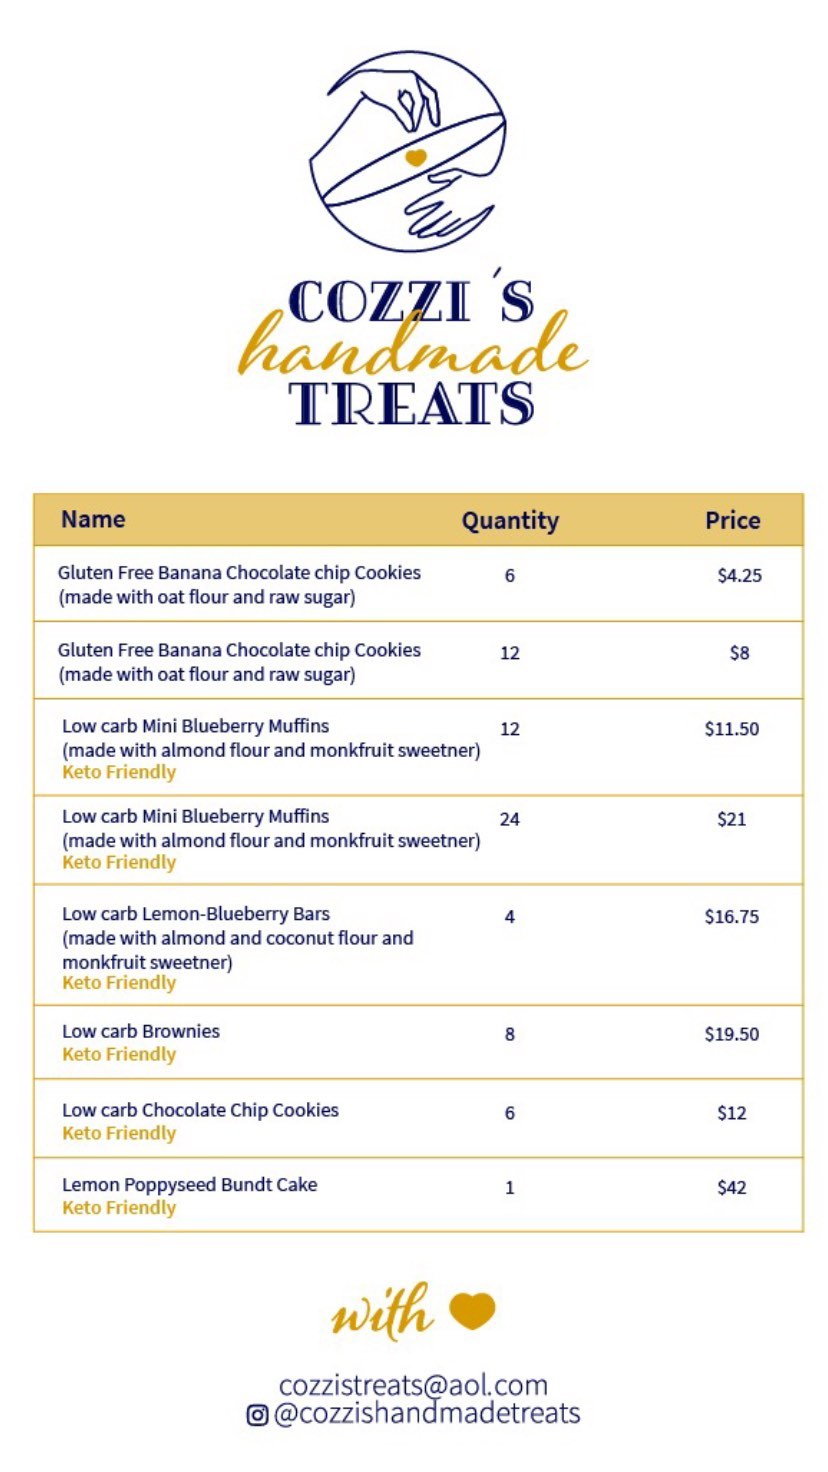 COZZI´S
handmade
TREATS
Name Quantity Price
Gluten Free Banana Chocolate chip Cookies 6 $4.25
(made with oat flour and raw sugar)
Gluten Free Banana Chocolate chip Cookies 12 $8
(made with oat flour and raw sugar)
Low carb Mini Blueberry Muffins 12 $11.50
(made with almond flour and monkfruit sweetner)
Keto Friendly
Low carb Mini Blueberry Muffins 24 $21
(made with almond flour and monkfruit sweetner)
Keto Friendly
Low carb Lemon-Blueberry Bars 4 $16.75
(made with almond and coconut flour and
monkfruit sweetner)
Keto Friendly
Low carb Brownies 8 $19.50
Keto Friendly
Low carb Chocolate Chip Cookies 6 $12
Keto Friendly
Lemon Poppyseed Bundt Cake 1 $42
Keto Friendly
with
cozzistreats@aol.com
@cozzishandmadetreats